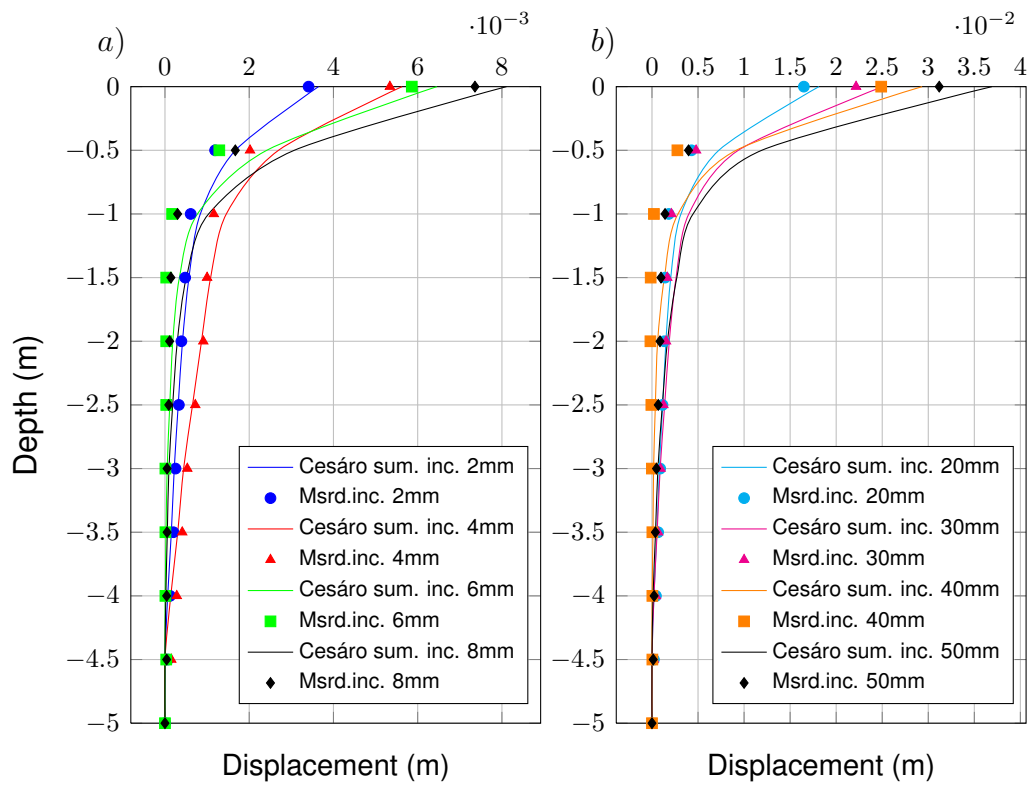 a) ·10⁻³
0 2 4 6 8
0
−0.5
−1
−1.5
−2
−2.5
−3
−3.5
−4
−4.5
−5
Depth (m)
Displacement (m)
Cesáro sum. inc. 2mm
Msrd.inc. 2mm
Cesáro sum. inc. 4mm
Msrd.inc. 4mm
Cesáro sum. inc. 6mm
Msrd.inc. 6mm
Cesáro sum. inc. 8mm
Msrd.inc. 8mm
b) ·10⁻²
0 0.5 1 1.5 2 2.5 3 3.5 4
0
−0.5
−1
−1.5
−2
−2.5
−3
−3.5
−4
−4.5
−5
Displacement (m)
Cesáro sum. inc. 20mm
Msrd.inc. 20mm
Cesáro sum. inc. 30mm
Msrd.inc. 30mm
Cesáro sum. inc. 40mm
Msrd.inc. 40mm
Cesáro sum. inc. 50mm
Msrd.inc. 50mm